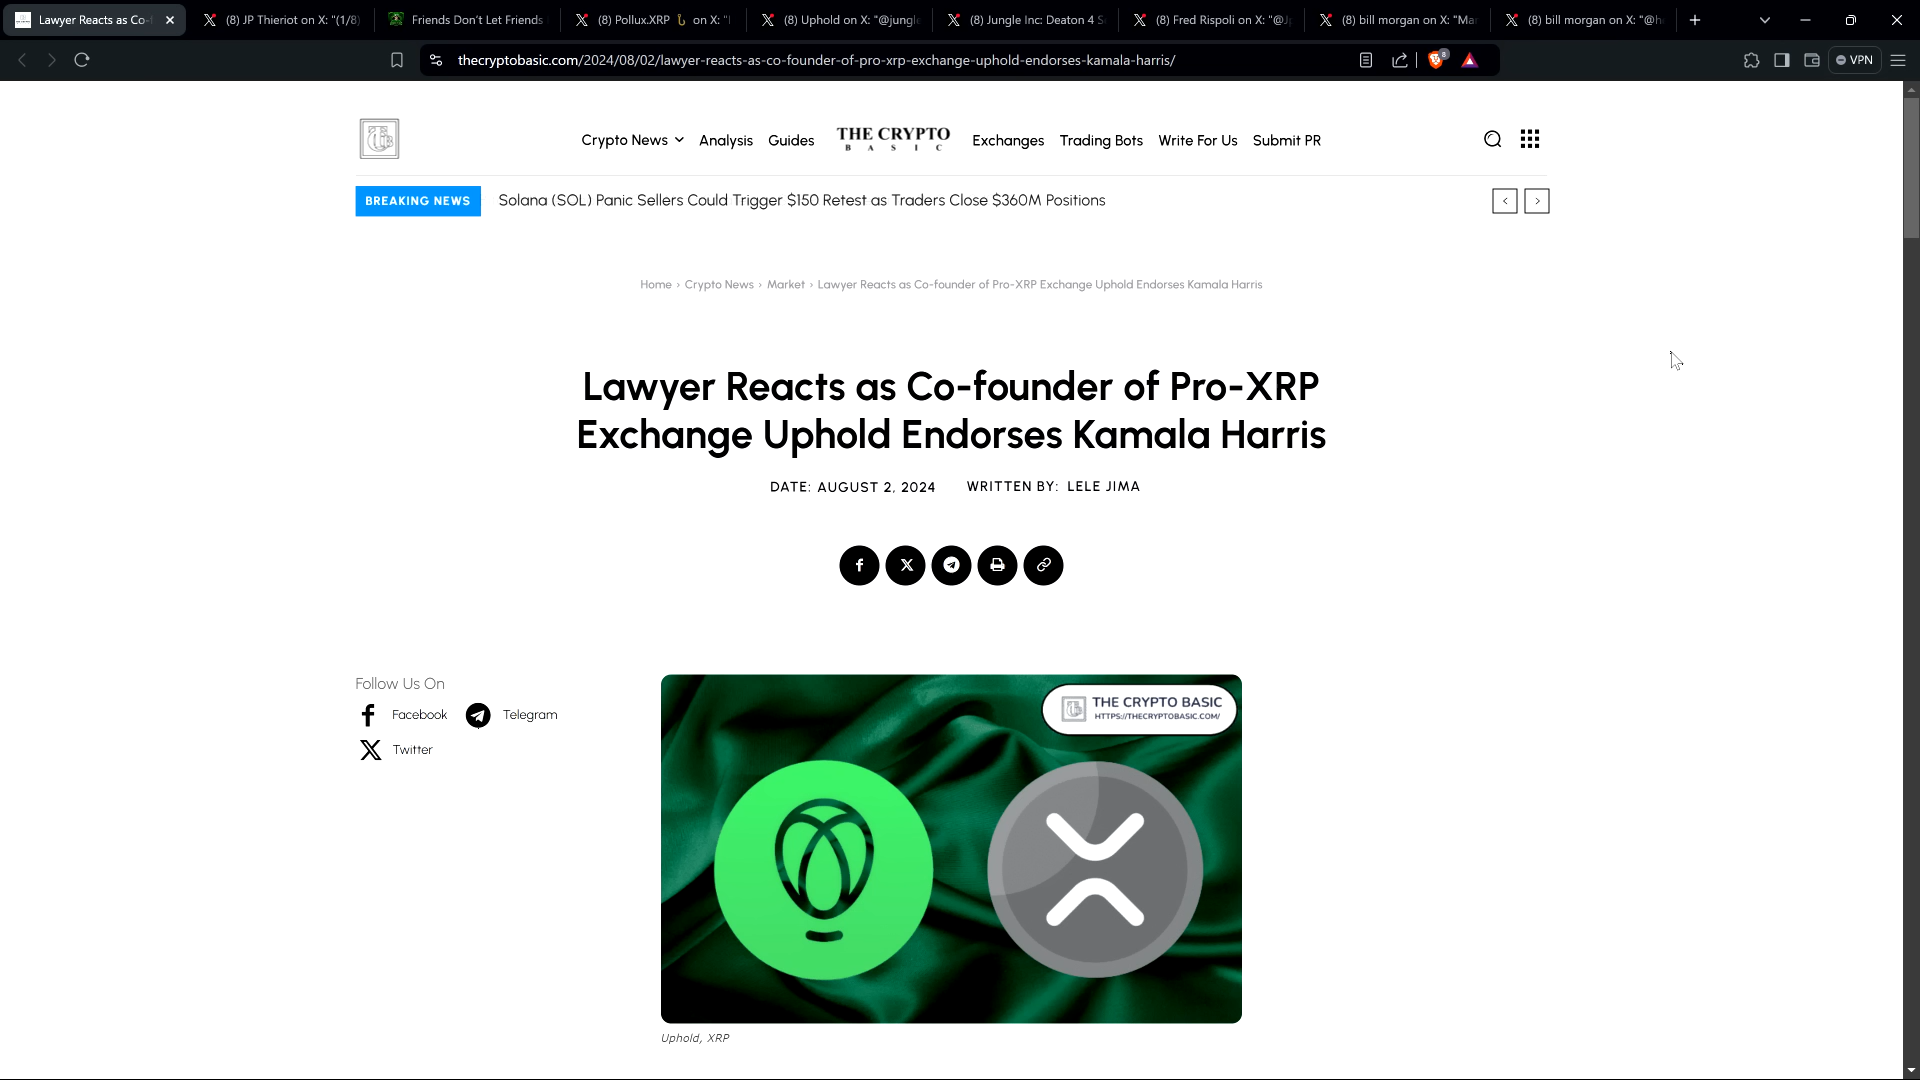 Lawyer Reacts as Co-
(8) JP Thieriot on X: "(1/8)
Friends Don't Let Friends
(8) Pollux.XRP on X: "
(8) Uphold on X: "@jungl
(8) Jungle Inc: Deaton 4 S
(8) Fred Rispoli on X: "@J
(8) bill morgan on X: "Ma
(8) bill morgan on X: "@h
thecryptobasic.com/2024/08/02/lawyer-reacts-as-co-founder-of-pro-xrp-exchange-uphold-endorses-kamala-harris/
8
VPN
Crypto News
Analysis
Guides
THE CRYPTO
BASIC
Exchanges
Trading Bots
Write For Us
Submit PR
BREAKING NEWS
Solana (SOL) Panic Sellers Could Trigger $150 Retest as Traders Close $360M Positions
Home › Crypto News › Market › Lawyer Reacts as Co-founder of Pro-XRP Exchange Uphold Endorses Kamala Harris
Lawyer Reacts as Co-founder of Pro-XRP
Exchange Uphold Endorses Kamala Harris
DATE: AUGUST 2, 2024
WRITTEN BY: LELE JIMA
Follow Us On
Facebook
Telegram
Twitter
THE CRYPTO BASIC
HTTPS://THECRYPTOBASIC.COM/
Uphold, XRP